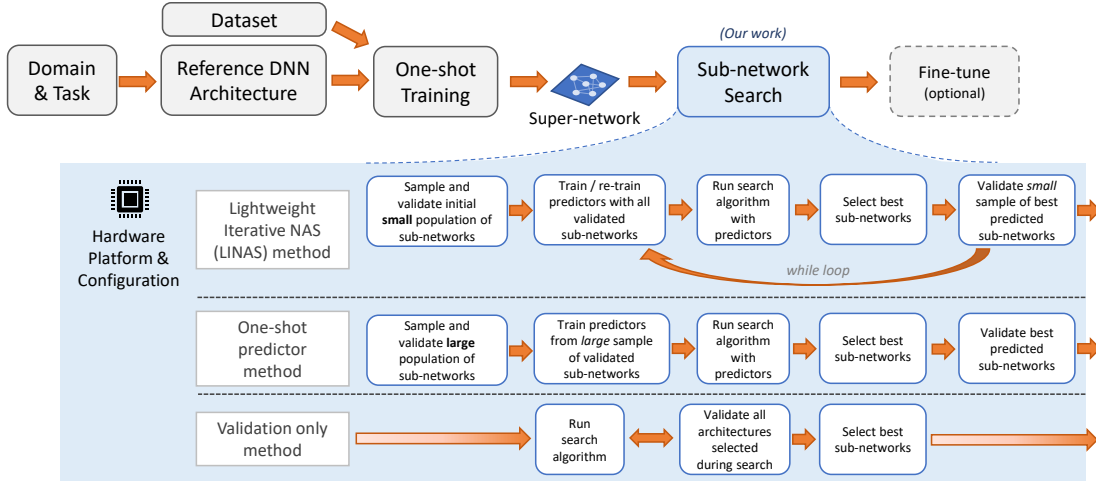 Dataset
Domain
& Task
Reference DNN
Architecture
One-shot
Training
Super-network
(Our work)
Sub-network
Search
Fine-tune
(optional)
Hardware
Platform &
Configuration
Lightweight
Iterative NAS
(LINAS) method
Sample and
validate initial
small population of
sub-networks
Train / re-train
predictors with all
validated
sub-networks
Run search
algorithm
with
predictors
Select best
sub-networks
Validate small
sample of best
predicted
sub-networks
while loop
One-shot
predictor
method
Sample and
validate large
population of
sub-networks
Train predictors
from large sample
of validated
sub-networks
Run search
algorithm
with
predictors
Select best
sub-networks
Validate best
predicted
sub-networks
Validation only
method
Run
search
algorithm
Validate all
architectures
selected
during search
Select best
sub-networks